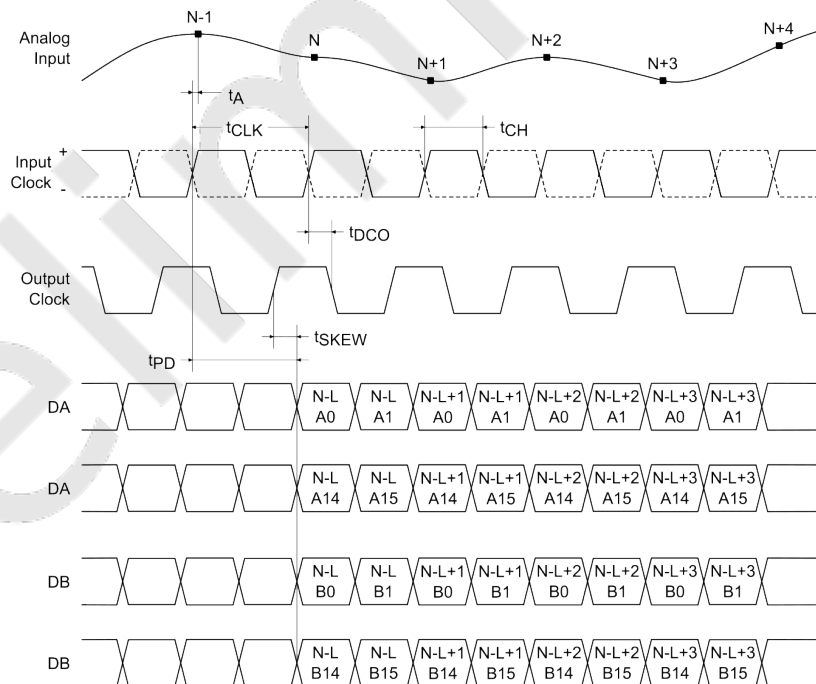 N-1
N
N+1
N+2
N+3
N+4
Analog
Input
tA
tCLK
tCH
Input
Clock
+
-
tDCO
Output
Clock
tSKEW
tPD
DA
N-L N-L N-L+1 N-L+1 N-L+2 N-L+2 N-L+3 N-L+3
A0 A1 A0 A1 A0 A1 A0 A1
DA
N-L N-L N-L+1 N-L+1 N-L+2 N-L+2 N-L+3 N-L+3
A14 A15 A14 A15 A14 A15 A14 A15
DB
N-L N-L N-L+1 N-L+1 N-L+2 N-L+2 N-L+3 N-L+3
B0 B1 B0 B1 B0 B1 B0 B1
DB
N-L N-L N-L+1 N-L+1 N-L+2 N-L+2 N-L+3 N-L+3
B14 B15 B14 B15 B14 B15 B14 B15
elim